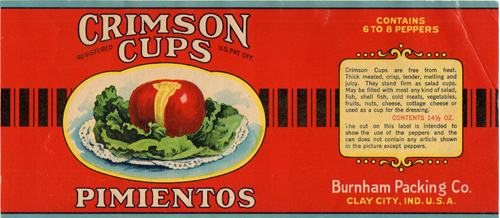 CRIMSON
CUPS
REGISTERED
U.S. PAT. OFF.
PIMIENTOS
CONTAINS
6 TO 8 PEPPERS
Crimson Cups are free from heat.
Thick meated, crisp, tender, melting and
juicy. They stand firm as salad cups.
May be filled with most any kind of salad,
fish, shell fish, cold meats, vegetables,
fruits, nuts, cheese, cottage cheese or
used as a cup for the dressing.
CONTENTS 14½ OZ.
The cut on this label is intended to
show the use of the peppers and the
can does not contain any article shown
in the picture except peppers.
Burnham Packing Co.
CLAY CITY, IND. U.S.A.